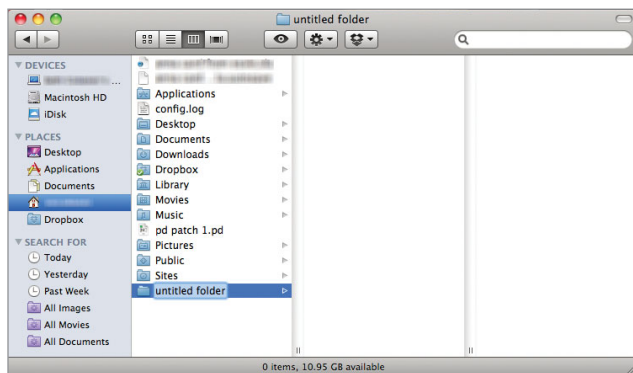 untitled folder
DEVICES
Macintosh HD
iDisk
PLACES
Desktop
Applications
Documents
Dropbox
SEARCH FOR
Today
Yesterday
Past Week
All Images
All Movies
All Documents
Applications
config.log
Desktop
Documents
Downloads
Dropbox
Library
Movies
Music
pd patch 1.pd
Pictures
Public
Sites
untitled folder
0 items, 10.95 GB available